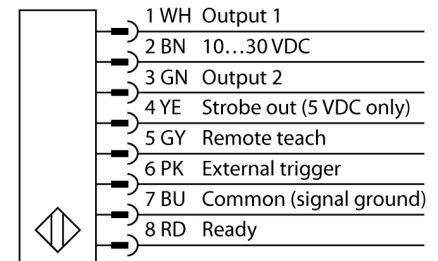 1 WH Output 1
2 BN 10...30 VDC
3 GN Output 2
4 YE Strobe out (5 VDC only)
5 GY Remote teach
6 PK External trigger
7 BU Common (signal ground)
8 RD Ready